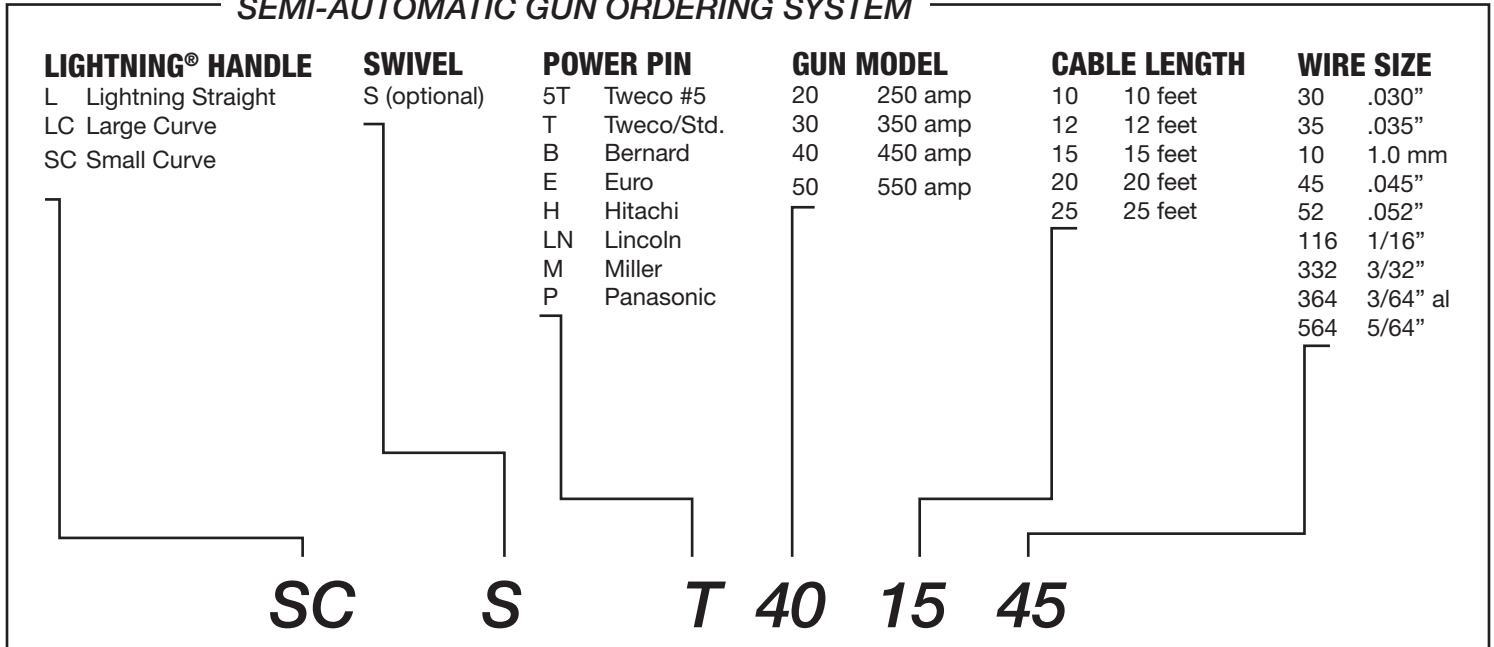 SEMI-AUTOMATIC GUN ORDERING SYSTEM
LIGHTNING® HANDLE
L Lightning Straight
LC Large Curve
SC Small Curve
SWIVEL
S (optional)
POWER PIN
5T Tweco #5
T Tweco/Std.
B Bernard
E Euro
H Hitachi
LN Lincoln
M Miller
P Panasonic
GUN MODEL
20 250 amp
30 350 amp
40 450 amp
50 550 amp
CABLE LENGTH
10 10 feet
12 12 feet
15 15 feet
20 20 feet
25 25 feet
WIRE SIZE
30 .030”
35 .035”
10 1.0 mm
45 .045”
52 .052”
116 1/16”
332 3/32”
364 3/64” al
564 5/64”
SC S T 40 15 45